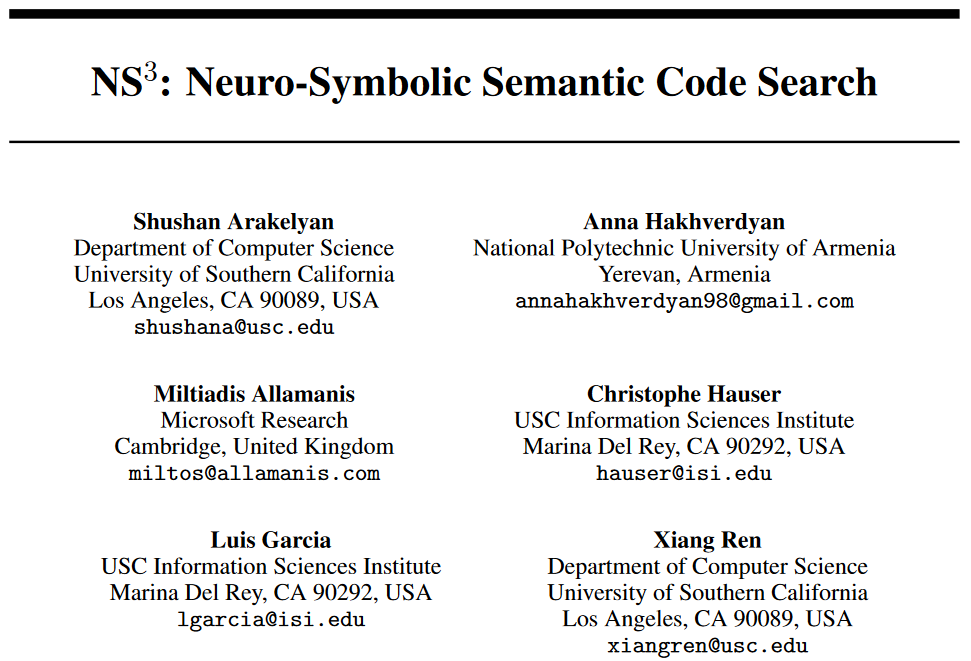 NS³: Neuro-Symbolic Semantic Code Search
Shushan Arakelyan
Department of Computer Science
University of Southern California
Los Angeles, CA 90089, USA
shushana@usc.edu
Anna Hakhverdyan
National Polytechnic University of Armenia
Yerevan, Armenia
annahakhverdyan98@gmail.com
Miltiadis Allamanis
Microsoft Research
Cambridge, United Kingdom
miltos@allamanis.com
Christophe Hauser
USC Information Sciences Institute
Marina Del Rey, CA 90292, USA
hauser@isi.edu
Luis Garcia
USC Information Sciences Institute
Marina Del Rey, CA 90292, USA
lgarcia@isi.edu
Xiang Ren
Department of Computer Science
University of Southern California
Los Angeles, CA 90089, USA
xiangren@usc.edu